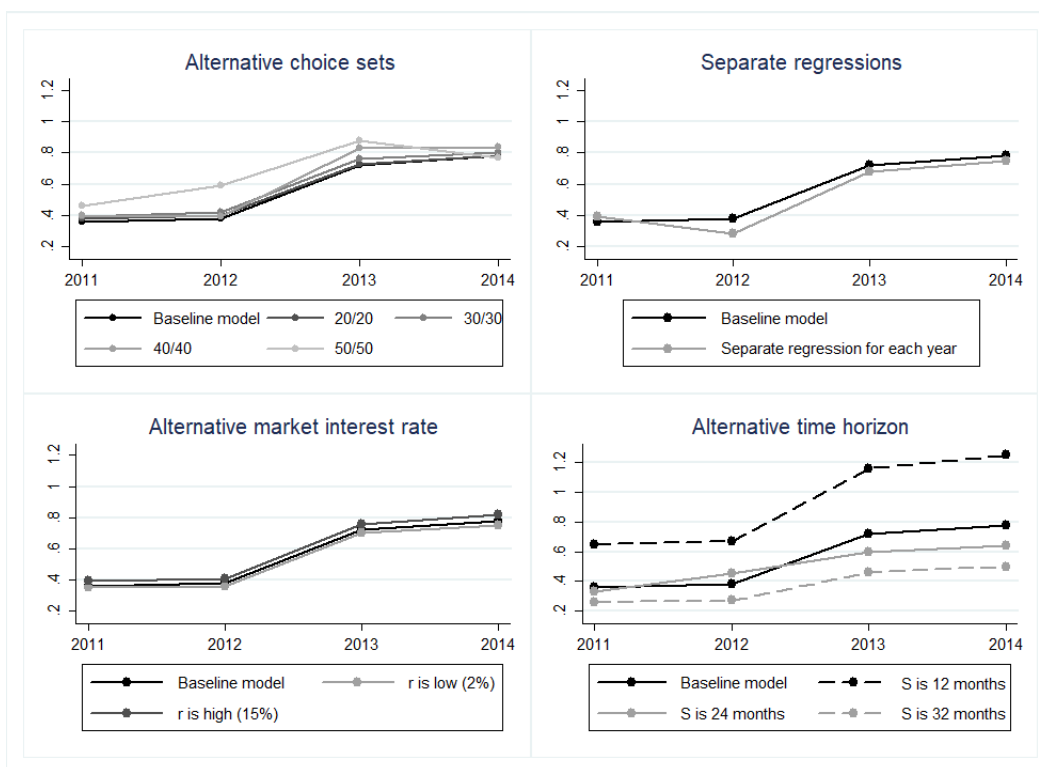 Alternative choice sets
1.2
1
.8
.6
.4
.2
2011 2012 2013 2014
Baseline model 20/20 30/30
40/40 50/50
Separate regressions
1.2
1
.8
.6
.4
.2
2011 2012 2013 2014
Baseline model
Separate regression for each year
Alternative market interest rate
1.2
1
.8
.6
.4
.2
2011 2012 2013 2014
Baseline model r is low (2%)
r is high (15%)
Alternative time horizon
1.2
1
.8
.6
.4
.2
2011 2012 2013 2014
Baseline model S is 12 months
S is 24 months S is 32 months